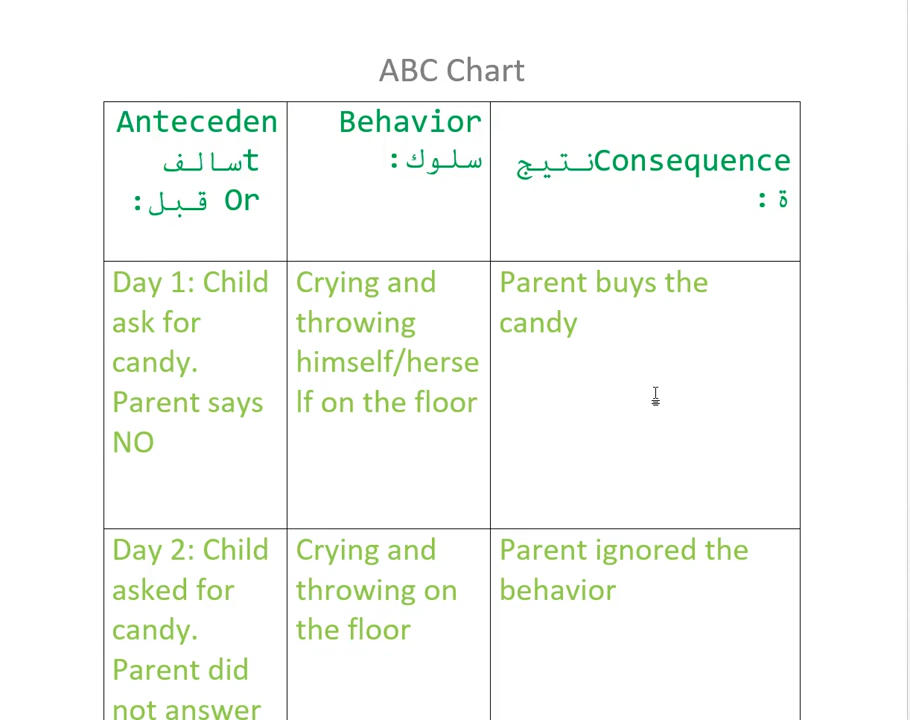 ABC Chart
Anteceden
tسالف
Or قبل:
Behavior
سلوك:
Consequenceنتيج
ة:
Day 1: Child
ask for
candy.
Parent says
NO
Crying and
throwing
himself/herse
lf on the floor
Parent buys the
candy
Day 2: Child
asked for
candy.
Parent did
not answer
Crying and
throwing on
the floor
Parent ignored the
behavior